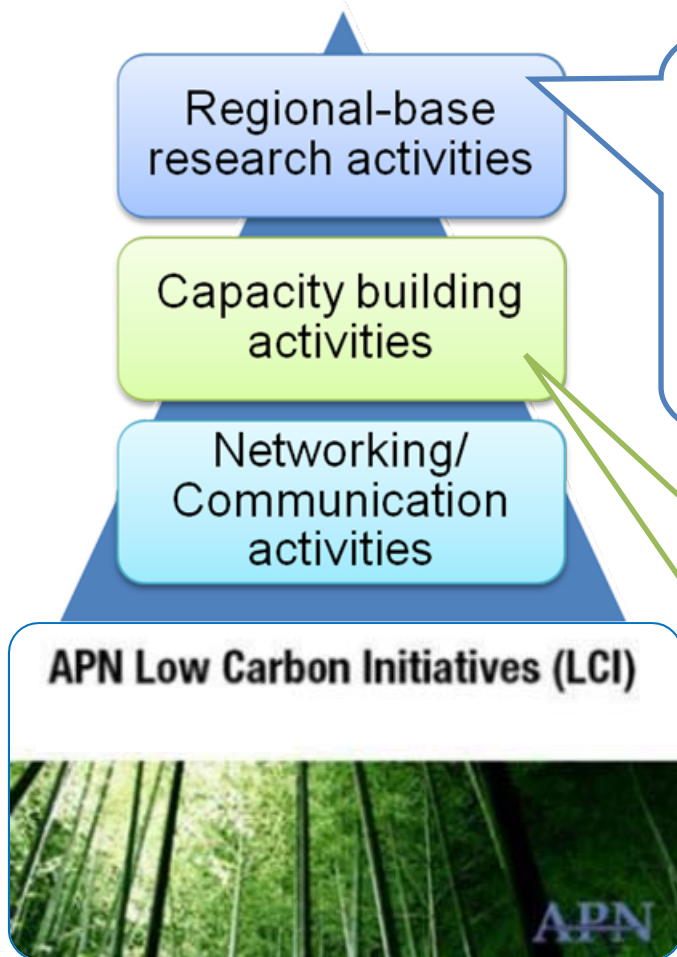 Regional-base
research activities
Capacity building
activities
Networking/
Communication
activities
APN Low Carbon Initiatives (LCI)
APN